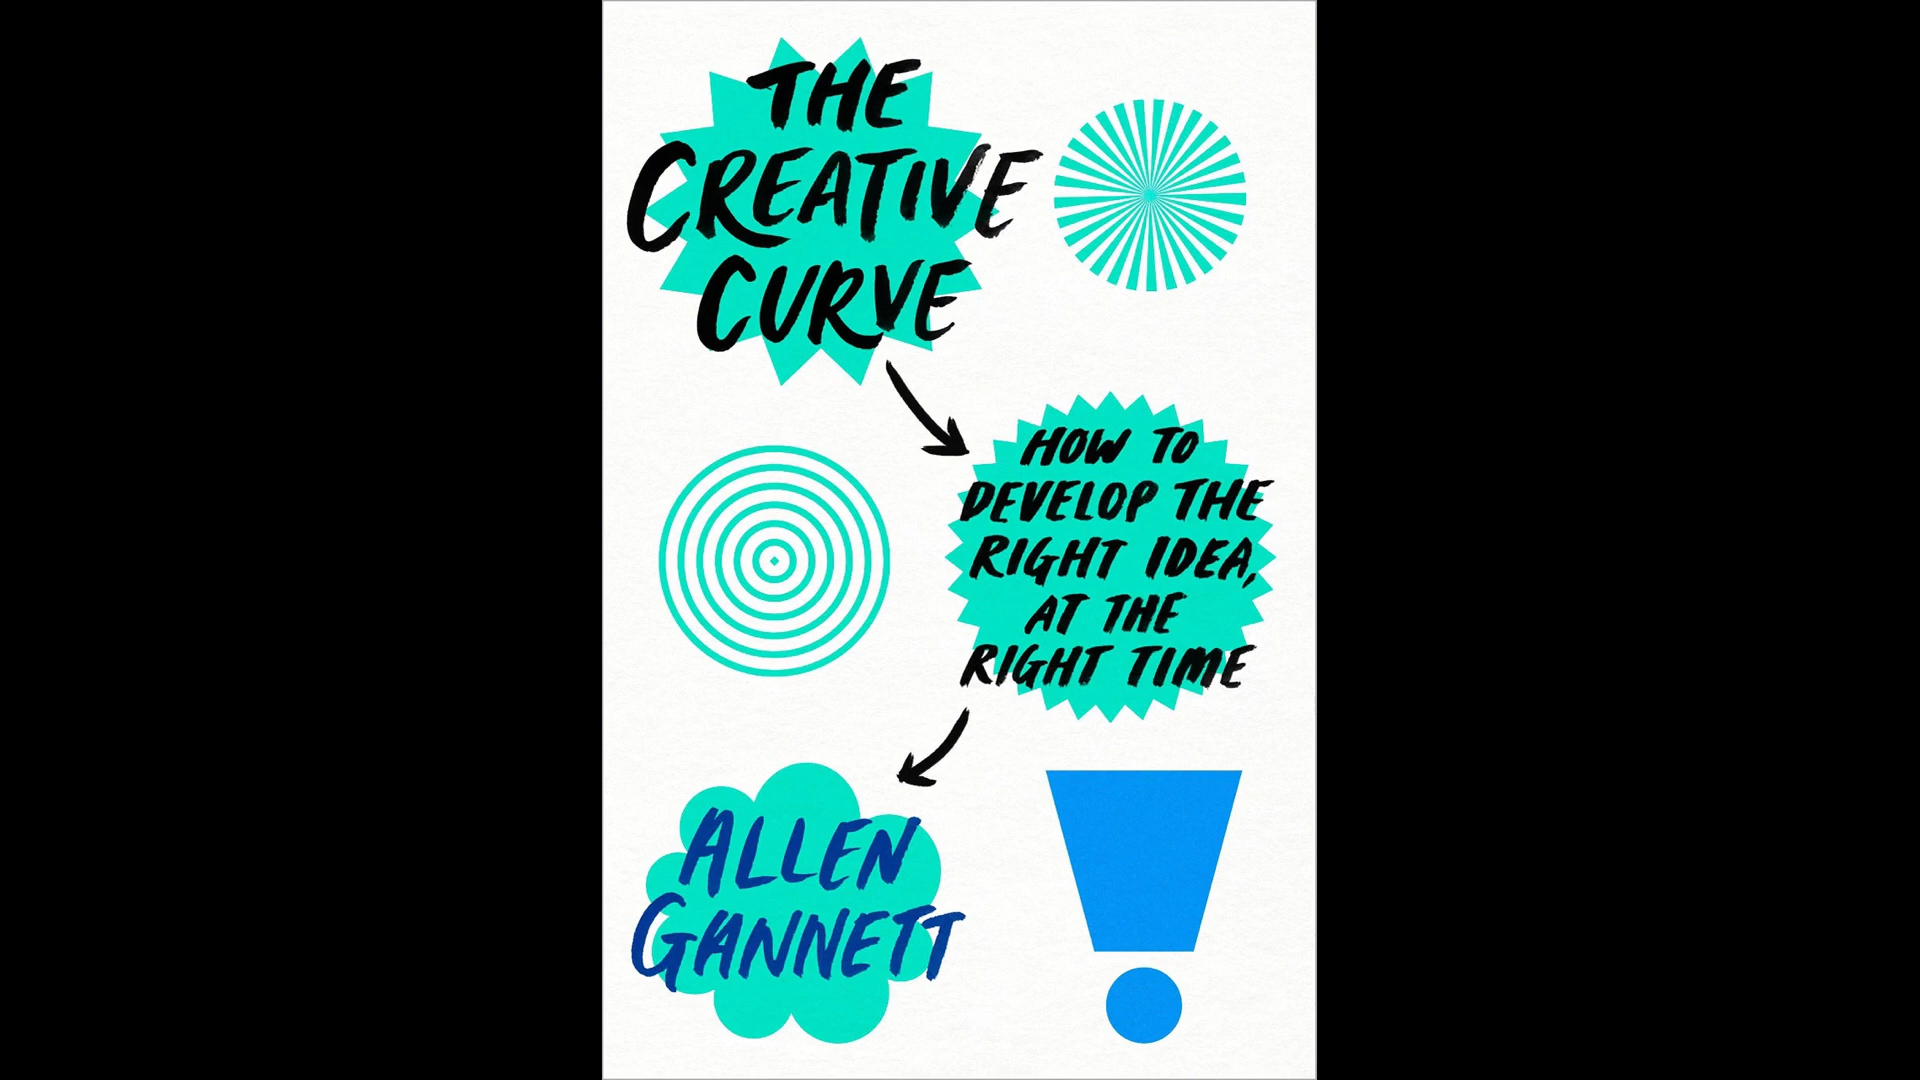 THE
CREATIVE
CURVE
HOW TO
DEVELOP THE
RIGHT IDEA,
AT THE
RIGHT TIME
ALLEN
GANNETT